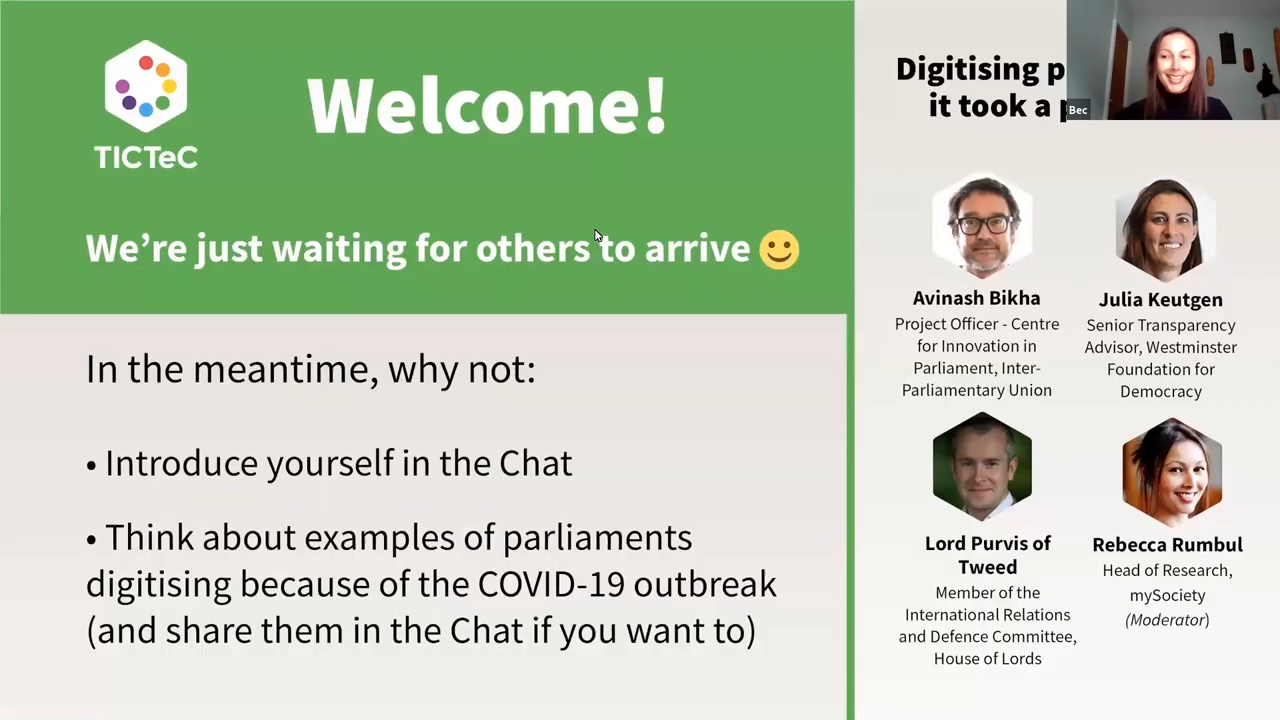 TICTeC
Welcome!
We're just waiting for others to arrive
In the meantime, why not:
• Introduce yourself in the Chat
• Think about examples of parliaments
digitising because of the COVID-19 outbreak
(and share them in the Chat if you want to)
Digitising
it took a
Bec
Avinash Bikha
Project Officer - Centre
for Innovation in
Parliament, Inter-
Parliamentary Union
Julia Keutgen
Senior Transparency
Advisor, Westminster
Foundation for
Democracy
Lord Purvis of
Tweed
Member of the
International Relations
and Defence Committee,
House of Lords
Rebecca Rumbul
Head of Research,
mySociety
(Moderator)